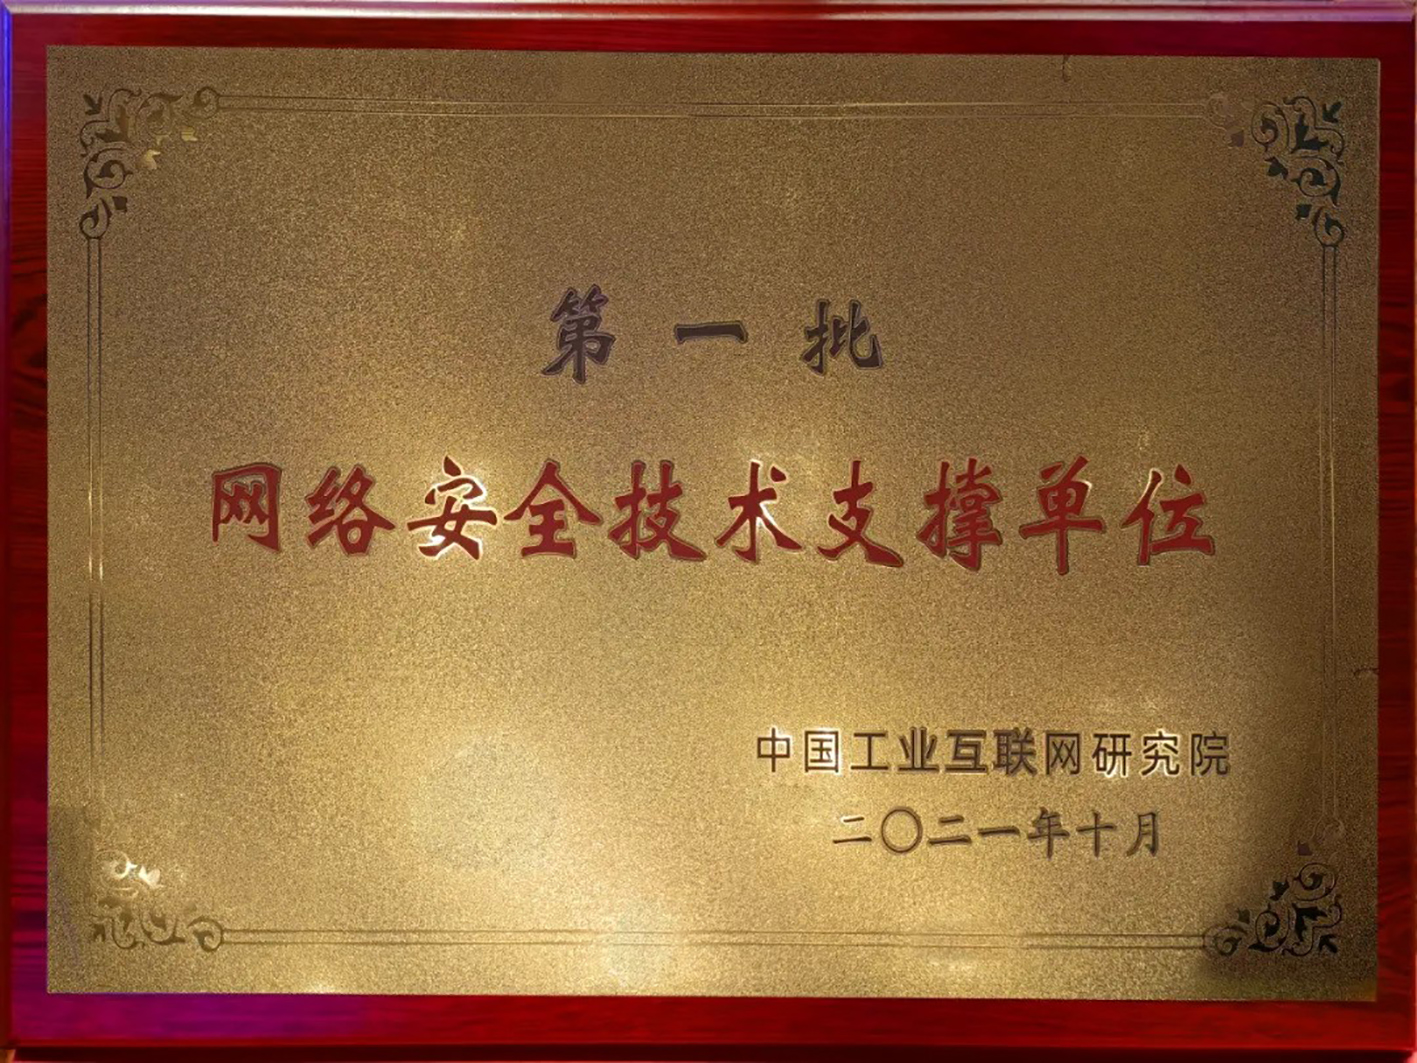 第一批
网络安全技术支撑单位
中国工业互联网研究院
二〇二一年十月